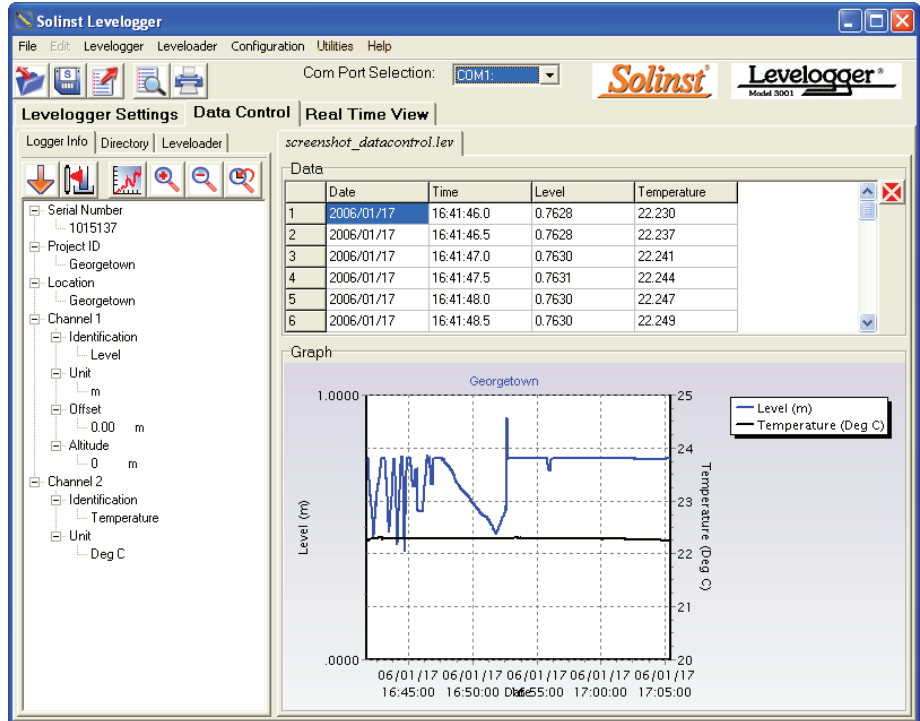 Solinst Levelogger
File Edit Levelogger Leveloader Configuration Utilities Help
Com Port Selection: COM1:
Solinst
Levelogger
Model 3001
Levelogger Settings Data Control Real Time View
Logger Info Directory Leveloader
screenshot_datacontrol.lev
Serial Number
1015137
Project ID
Georgetown
Location
Georgetown
Channel 1
Identification
Level
Unit
m
Offset
0.00 m
Altitude
0 m
Channel 2
Identification
Temperature
Unit
Deg C
Data
Date Time Level Temperature
1 2006/01/17 16:41:46.0 0.7628 22.230
2 2006/01/17 16:41:46.5 0.7628 22.237
3 2006/01/17 16:41:47.0 0.7630 22.241
4 2006/01/17 16:41:47.5 0.7631 22.244
5 2006/01/17 16:41:48.0 0.7630 22.247
6 2006/01/17 16:41:48.5 0.7630 22.249
Graph
Georgetown
1.0000
.0000
Level (m)
25
24
23
22
21
20
Temperature (Deg C)
Level (m)
Temperature (Deg C)
06/01/17 06/01/17 06/01/17 06/01/17 06/01/17
16:45:00 16:50:00 16:55:00 17:00:00 17:05:00
Date